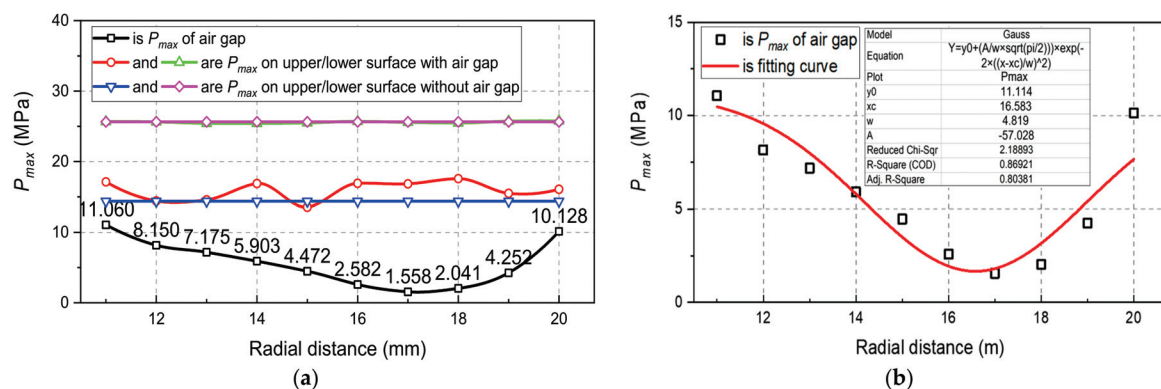 40
30
20
10
0
P_max (MPa)
is P_max of air gap
and are P_max on upper/lower surface with air gap
and are P_max on upper/lower surface without air gap
11.060
8.150
7.175
5.903
4.472
2.582
1.558
2.041
4.252
10.128
12 14 16 18 20
Radial distance (mm)
(a)
15
10
5
0
P_max (MPa)
is P_max of air gap
is fitting curve
Model Gauss
Equation Y=y0+(A/w×sqrt(pi/2)))×exp(-
2×((x-xc)/w)^2)
Plot Pmax
y0 11.114
xc 16.583
w 4.819
A -57.028
Reduced Chi-Sqr 2.18893
R-Square (COD) 0.86921
Adj. R-Square 0.80381
12 14 16 18 20
Radial distance (m)
(b)